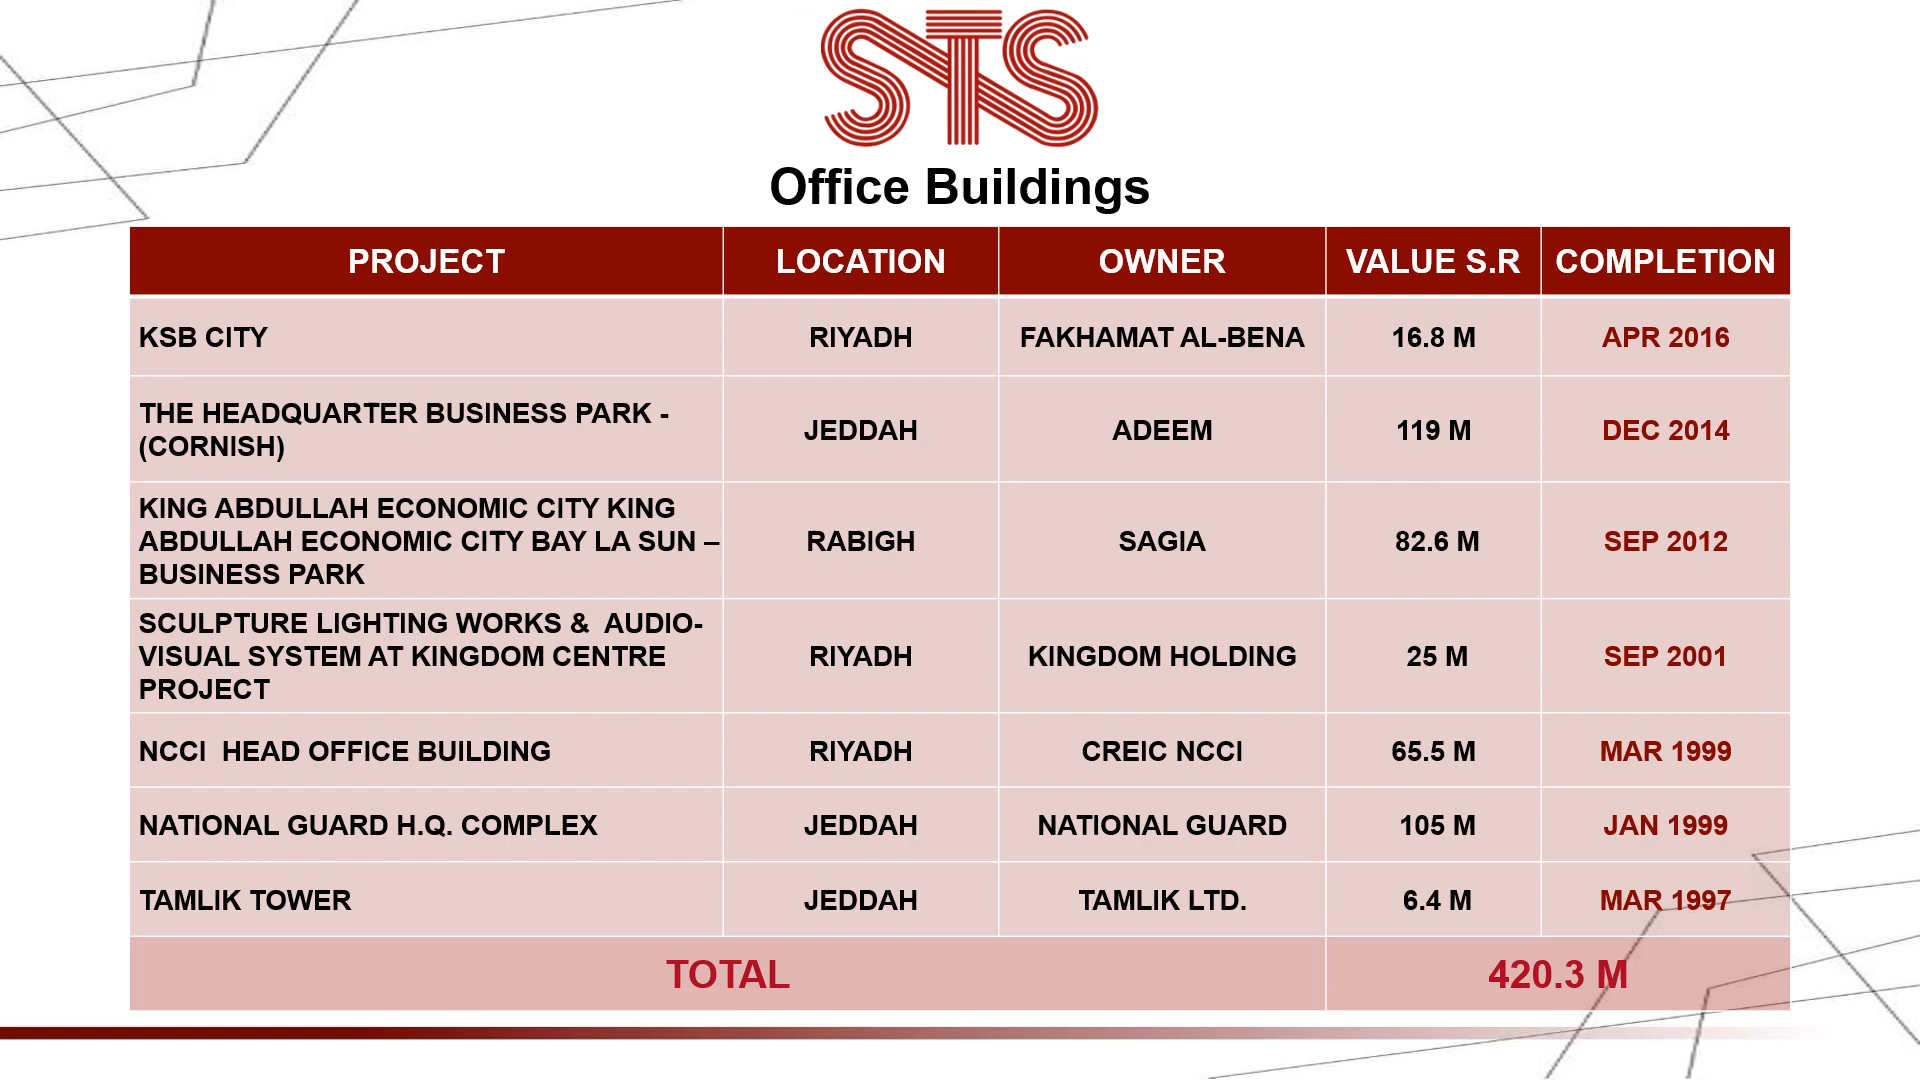 STS
Office Buildings
PROJECT LOCATION OWNER VALUE S.R COMPLETION
KSB CITY RIYADH FAKHAMAT AL-BENA 16.8 M APR 2016
THE HEADQUARTER BUSINESS PARK -
(CORNISH) JEDDAH ADEEM 119 M DEC 2014
KING ABDULLAH ECONOMIC CITY KING
ABDULLAH ECONOMIC CITY BAY LA SUN –
BUSINESS PARK RABIGH SAGIA 82.6 M SEP 2012
SCULPTURE LIGHTING WORKS & AUDIO-
VISUAL SYSTEM AT KINGDOM CENTRE
PROJECT RIYADH KINGDOM HOLDING 25 M SEP 2001
NCCI HEAD OFFICE BUILDING RIYADH CREIC NCCI 65.5 M MAR 1999
NATIONAL GUARD H.Q. COMPLEX JEDDAH NATIONAL GUARD 105 M JAN 1999
TAMLIK TOWER JEDDAH TAMLIK LTD. 6.4 M MAR 1997
TOTAL 420.3 M